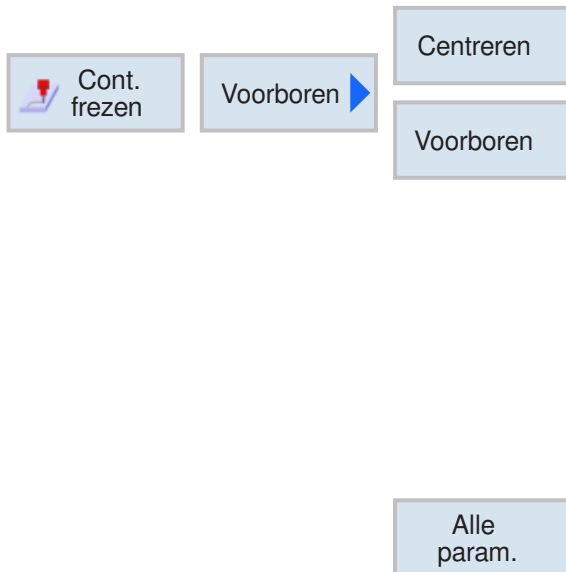 Centreren
Cont.
frezen
Voorboren
Voorboren
Alle
param.